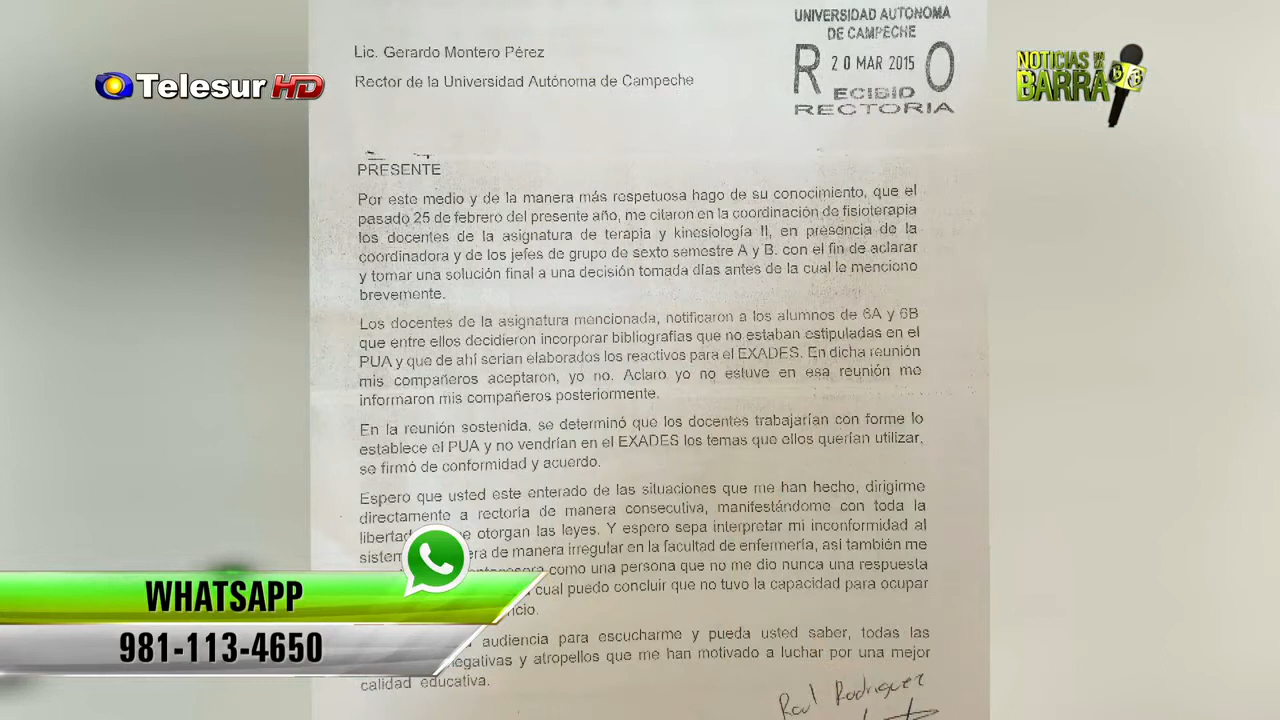 Telesur HD
NOTICIAS EN LA
BARRA
UNIVERSIDAD AUTONOMA
DE CAMPECHE
20 MAR 2015
RECIBIDO
RECTORIA
Lic. Gerardo Montero Pérez
Rector de la Universidad Autónoma de Campeche
PRESENTE
Por este medio y de la manera más respetuosa hago de su conocimiento, que el
pasado 25 de febrero del presente año, me citaron en la coordinación de fisioterapia
los docentes de la asignatura de terapia y kinesiología II, en presencia de la
coordinadora y de los jefes de grupo de sexto semestre A y B. con el fin de aclarar
y tomar una solución final a una decisión tomada días antes de la cual le menciono
brevemente.
Los docentes de la asignatura mencionada, notificaron a los alumnos de 6A y 6B
que entre ellos decidieron incorporar bibliografías que no estaban estipuladas en el
PUA y que de ahí serian elaborados los reactivos para el EXADES. En dicha reunión
mis compañeros aceptaron, yo no. Aclaro yo no estuve en esa reunión me
informaron mis compañeros posteriormente.
En la reunión sostenida, se determinó que los docentes trabajarían con forme lo
establece el PUA y no vendrían en el EXADES los temas que ellos querían utilizar,
se firmó de conformidad y acuerdo.
Espero que usted este enterado de las situaciones que me han hecho, dirigirme
directamente a rectoría de manera consecutiva, manifestándome con toda la
libertad otorgan las leyes. Y espero sepa interpretar mi inconformidad al
de manera irregular en la facultad de enfermería, así también me
como una persona que no me dio nunca una respuesta
cual puedo concluir que no tuvo la capacidad para ocupar
audiencia para escucharme y pueda usted saber, todas las
negativas y atropellos que me han motivado a luchar por una mejor
calidad educativa.
Raul Rodriguez
WHATSAPP
981-113-4650